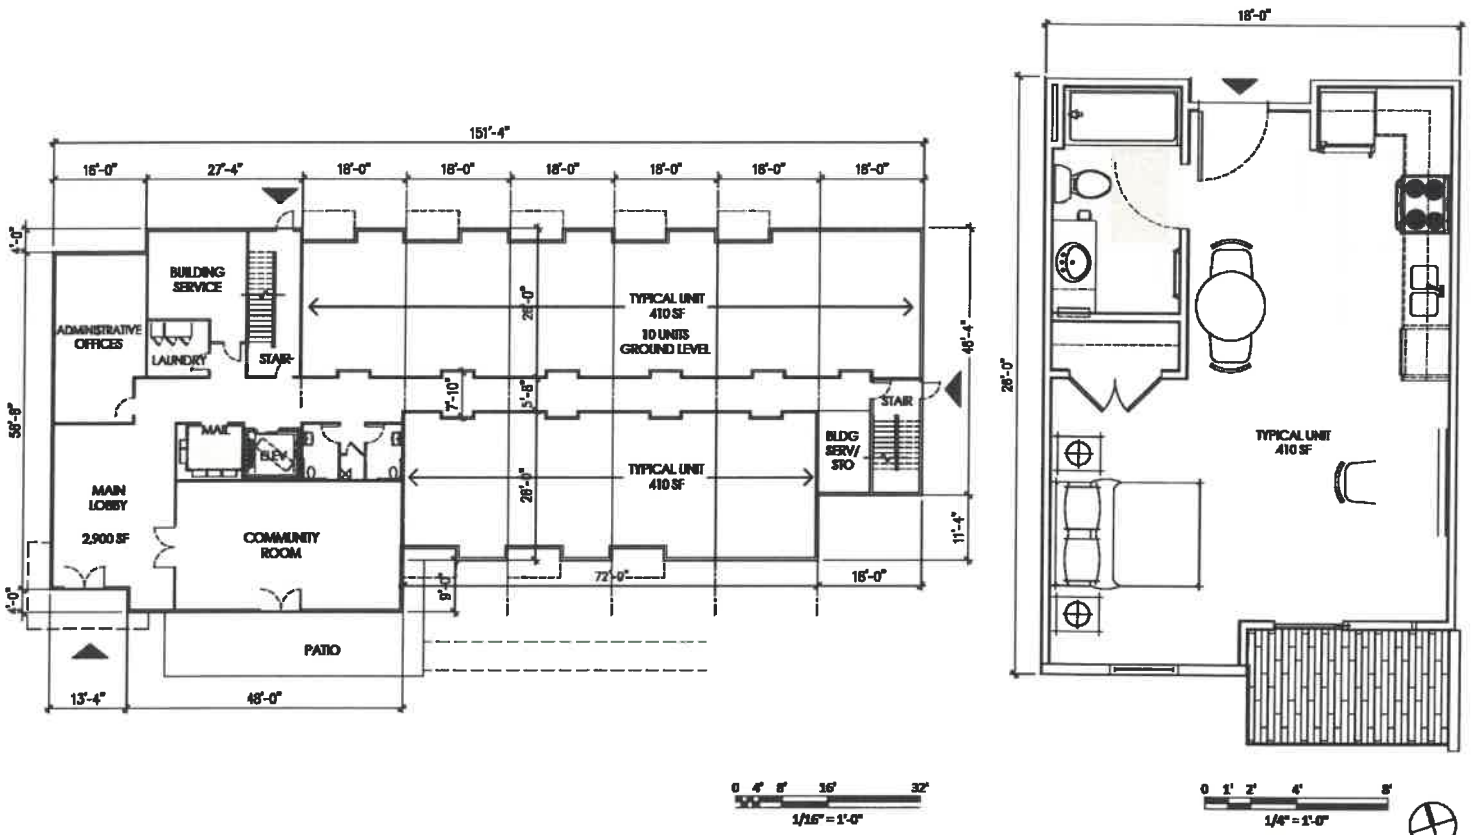 18'-0"
151'-4"
16'-0" 27'-4" 18'-0" 18'-0" 18'-0" 18'-0" 18'-0" 18'-0"
4'-0"
BUILDING
SERVICE
TYPICAL UNIT
410 SF
10 UNITS
GROUND LEVEL
26'-0"
ADMINISTRATIVE
OFFICES
LAUNDRY
STAIR
46'-4"
7'-10"
5'-8"
STAIR
58'-8"
MAIL
ELEV
BLDG
SERV/
STO
TYPICAL UNIT
410 SF
26'-0"
MAIN
LOBBY
2,900 SF
COMMUNITY
ROOM
11'-4"
72'-0"
18'-0"
9'-0"
4'-0"
PATIO
13'-4" 48'-0"
26'-0"
TYPICAL UNIT
410 SF
0 4' 8' 16' 32'
1/16" = 1'-0"
0 1' 2' 4' 8'
1/4" = 1'-0"